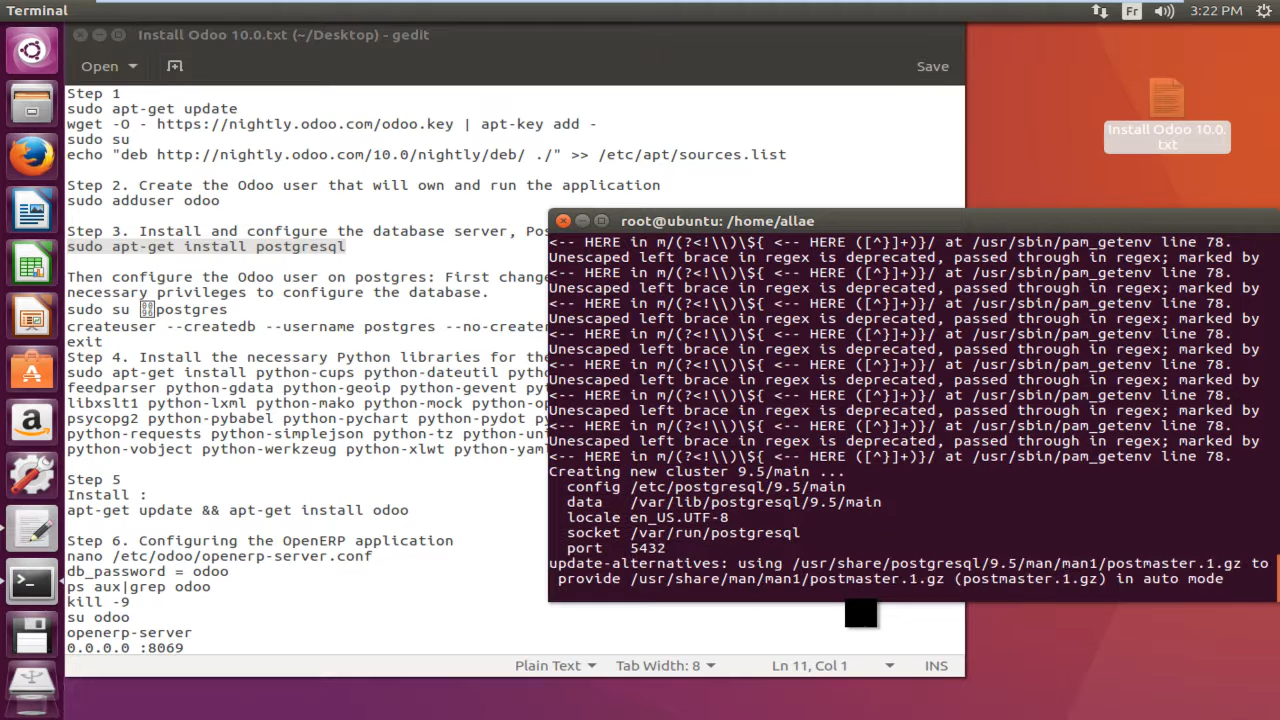 Terminal
Fr
3:22 PM
Install Odoo 10.0.txt (~/Desktop) - gedit
Open
Save
Step 1
sudo apt-get update
wget -O - https://nightly.odoo.com/odoo.key | apt-key add -
sudo su
echo "deb http://nightly.odoo.com/10.0/nightly/deb/ ./" >> /etc/apt/sources.list
Step 2. Create the Odoo user that will own and run the application
sudo adduser odoo
Step 3. Install and configure the database server, Pos
sudo apt-get install postgresql
Then configure the Odoo user on postgres: First change
necessary privileges to configure the database.
sudo su postgres
createuser --createdb --username postgres --no-creater
exit
Step 4. Install the necessary Python libraries for the
sudo apt-get install python-cups python-dateutil pytho
feedparser python-gdata python-geoip python-gevent pyt
libxslt1 python-lxml python-mako python-mock python-op
psycopg2 python-pybabel python-pychart python-pydot p
python-requests python-simplejson python-tz python-uni
python-vobject python-werkzeug python-xlwt python-yaml
Step 5
Install :
apt-get update && apt-get install odoo
Step 6. Configuring the OpenERP application
nano /etc/odoo/openerp-server.conf
db_password = odoo
ps aux|grep odoo
kill -9
su odoo
openerp-server
0.0.0.0 :8069
Plain Text
Tab Width: 8
Ln 11, Col 1
INS
root@ubuntu: /home/allae
<-- HERE in m/(?<!\\)\${ <-- HERE ([^}]+)}/ at /usr/sbin/pam_getenv line 78.
Unescaped left brace in regex is deprecated, passed through in regex; marked by
<-- HERE in m/(?<!\\)\${ <-- HERE ([^}]+)}/ at /usr/sbin/pam_getenv line 78.
Unescaped left brace in regex is deprecated, passed through in regex; marked by
<-- HERE in m/(?<!\\)\${ <-- HERE ([^}]+)}/ at /usr/sbin/pam_getenv line 78.
Unescaped left brace in regex is deprecated, passed through in regex; marked by
<-- HERE in m/(?<!\\)\${ <-- HERE ([^}]+)}/ at /usr/sbin/pam_getenv line 78.
Unescaped left brace in regex is deprecated, passed through in regex; marked by
<-- HERE in m/(?<!\\)\${ <-- HERE ([^}]+)}/ at /usr/sbin/pam_getenv line 78.
Unescaped left brace in regex is deprecated, passed through in regex; marked by
<-- HERE in m/(?<!\\)\${ <-- HERE ([^}]+)}/ at /usr/sbin/pam_getenv line 78.
Unescaped left brace in regex is deprecated, passed through in regex; marked by
<-- HERE in m/(?<!\\)\${ <-- HERE ([^}]+)}/ at /usr/sbin/pam_getenv line 78.
Unescaped left brace in regex is deprecated, passed through in regex; marked by
<-- HERE in m/(?<!\\)\${ <-- HERE ([^}]+)}/ at /usr/sbin/pam_getenv line 78.
Creating new cluster 9.5/main ...
config /etc/postgresql/9.5/main
data /var/lib/postgresql/9.5/main
locale en_US.UTF-8
socket /var/run/postgresql
port 5432
update-alternatives: using /usr/share/postgresql/9.5/man/man1/postmaster.1.gz to
provide /usr/share/man/man1/postmaster.1.gz (postmaster.1.gz) in auto mode
Install Odoo 10.0.
txt